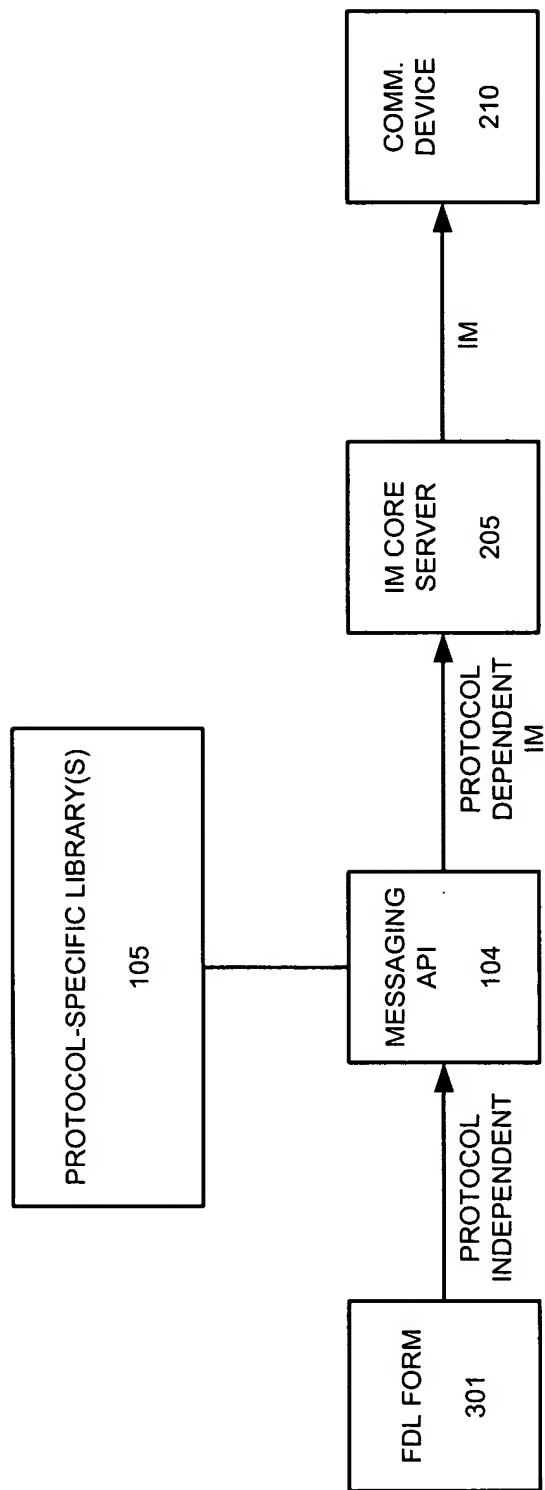 PROTOCOL-SPECIFIC LIBRARY(S)
105
FDL FORM
301
PROTOCOL
INDEPENDENT
MESSAGING
API
104
PROTOCOL
DEPENDENT
IM
IM CORE
SERVER
205
IM
COMM.
DEVICE
210